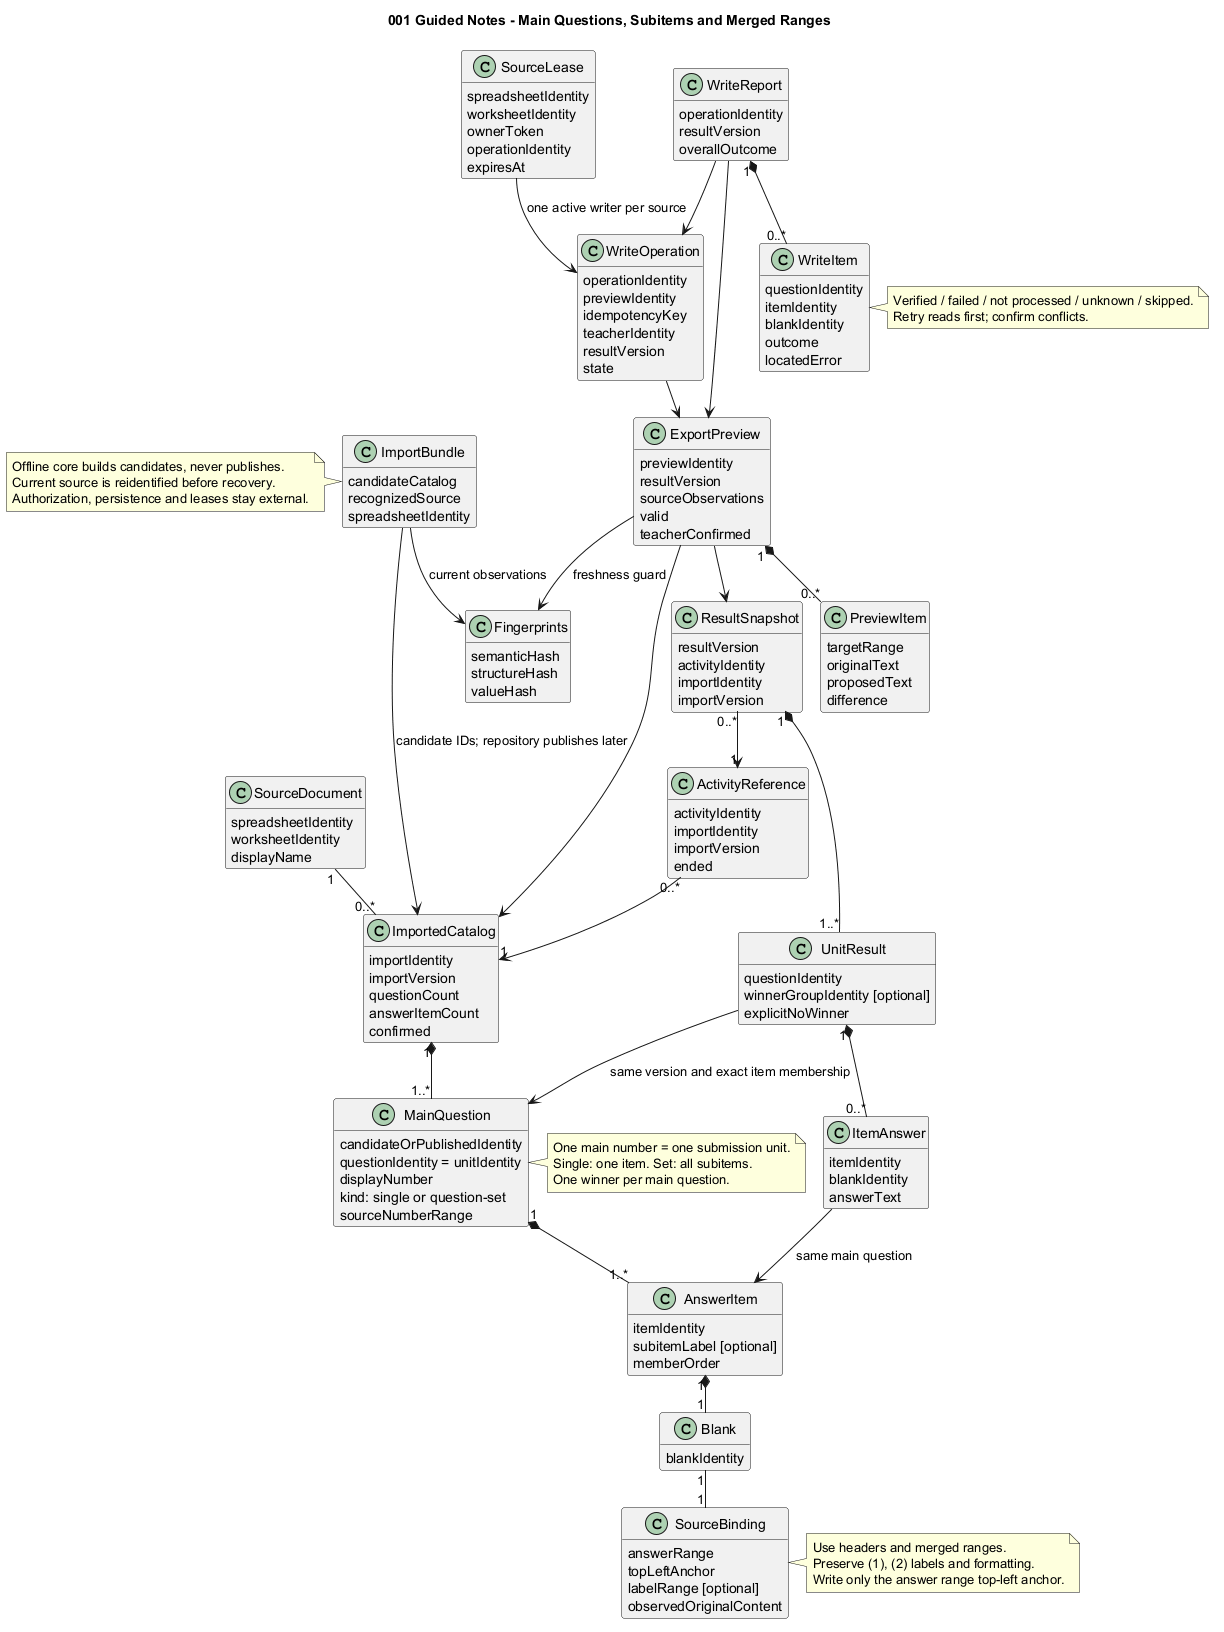 001 Guided Notes - Main Questions, Subitems and Merged Ranges
C SourceLease
spreadsheetIdentity
worksheetIdentity
ownerToken
operationIdentity
expiresAt
C WriteReport
operationIdentity
resultVersion
overallOutcome
1
one active writer per source
0..*
C WriteOperation
operationIdentity
previewIdentity
idempotencyKey
teacherIdentity
resultVersion
state
C WriteItem
questionIdentity
itemIdentity
blankIdentity
outcome
locatedError
Verified / failed / not processed / unknown / skipped.
Retry reads first; confirm conflicts.
C ExportPreview
previewIdentity
resultVersion
sourceObservations
valid
teacherConfirmed
C ImportBundle
candidateCatalog
recognizedSource
spreadsheetIdentity
Offline core builds candidates, never publishes.
Current source is reidentified before recovery.
Authorization, persistence and leases stay external.
1
current observations
freshness guard
0..*
C Fingerprints
semanticHash
structureHash
valueHash
C ResultSnapshot
resultVersion
activityIdentity
importIdentity
importVersion
C PreviewItem
targetRange
originalText
proposedText
difference
0..*
1
candidate IDs; repository publishes later
1
C ActivityReference
activityIdentity
importIdentity
importVersion
ended
C SourceDocument
spreadsheetIdentity
worksheetIdentity
displayName
1
0..*
0..*
C ImportedCatalog
importIdentity
importVersion
questionCount
answerItemCount
confirmed
1
1..*
C UnitResult
questionIdentity
winnerGroupIdentity [optional]
explicitNoWinner
1
1
same version and exact item membership
1..*
0..*
C MainQuestion
candidateOrPublishedIdentity
questionIdentity = unitIdentity
displayNumber
kind: single or question-set
sourceNumberRange
One main number = one submission unit.
Single: one item. Set: all subitems.
One winner per main question.
C ItemAnswer
itemIdentity
blankIdentity
answerText
1
same main question
1..*
C AnswerItem
itemIdentity
subitemLabel [optional]
memberOrder
1
1
C Blank
blankIdentity
1
1
C SourceBinding
answerRange
topLeftAnchor
labelRange [optional]
observedOriginalContent
Use headers and merged ranges.
Preserve (1), (2) labels and formatting.
Write only the answer range top-left anchor.